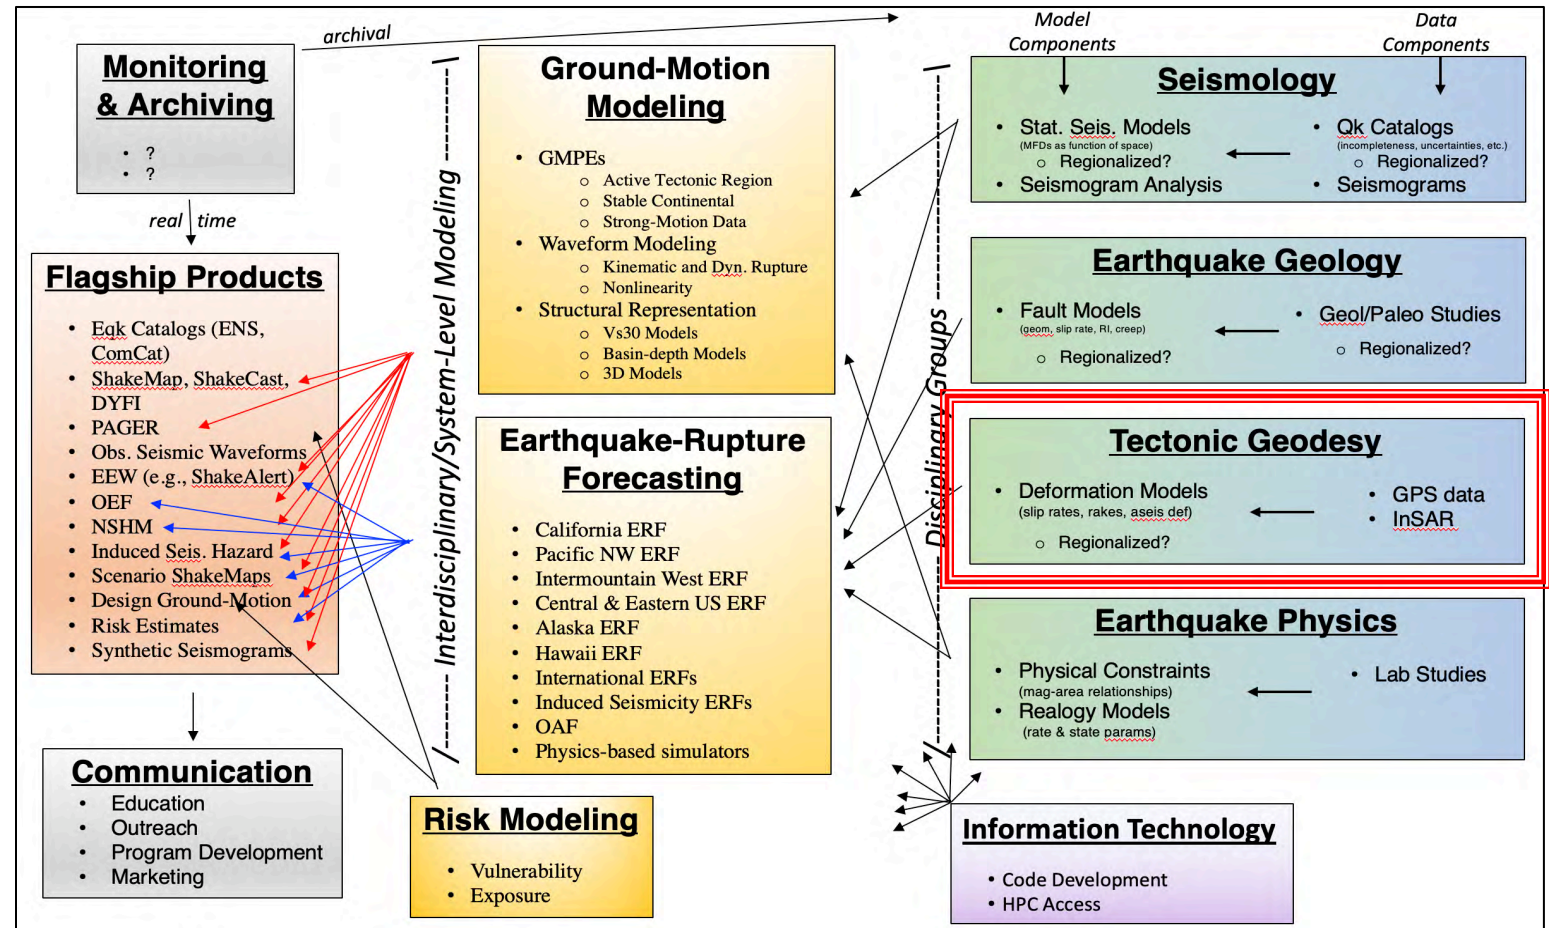 archival
Monitoring
& Archiving
• ?
• ?
real time
Flagship Products
• Eqk Catalogs (ENS,
ComCat)
• ShakeMap, ShakeCast,
DYFI
• PAGER
• Obs. Seismic Waveforms
• EEW (e.g., ShakeAlert)
• OEF
• NSHM
• Induced Seis. Hazard
• Scenario ShakeMaps
• Design Ground-Motion
• Risk Estimates
• Synthetic Seismograms
Communication
• Education
• Outreach
• Program Development
• Marketing
Interdisciplinary/System-Level Modeling
Ground-Motion
Modeling
• GMPEs
o Active Tectonic Region
o Stable Continental
o Strong-Motion Data
• Waveform Modeling
o Kinematic and Dyn. Rupture
o Nonlinearity
• Structural Representation
o Vs30 Models
o Basin-depth Models
o 3D Models
Earthquake-Rupture
Forecasting
• California ERF
• Pacific NW ERF
• Intermountain West ERF
• Central & Eastern US ERF
• Alaska ERF
• Hawaii ERF
• International ERFs
• Induced Seismicity ERFs
• OAF
• Physics-based simulators
Risk Modeling
• Vulnerability
• Exposure
Disciplinary Groups
Model
Components
Data
Components
Seismology
• Stat. Seis. Models
(MFDs as function of space)
o Regionalized?
• Seismogram Analysis
• Qk Catalogs
(incompleteness, uncertainties, etc.)
o Regionalized?
• Seismograms
Earthquake Geology
• Fault Models
(geom, slip rate, RI, creep)
o Regionalized?
• Geol/Paleo Studies
o Regionalized?
Tectonic Geodesy
• Deformation Models
(slip rates, rakes, aseis def)
o Regionalized?
• GPS data
• InSAR
Earthquake Physics
• Physical Constraints
(mag-area relationships)
• Realogy Models
(rate & state params)
• Lab Studies
Information Technology
• Code Development
• HPC Access